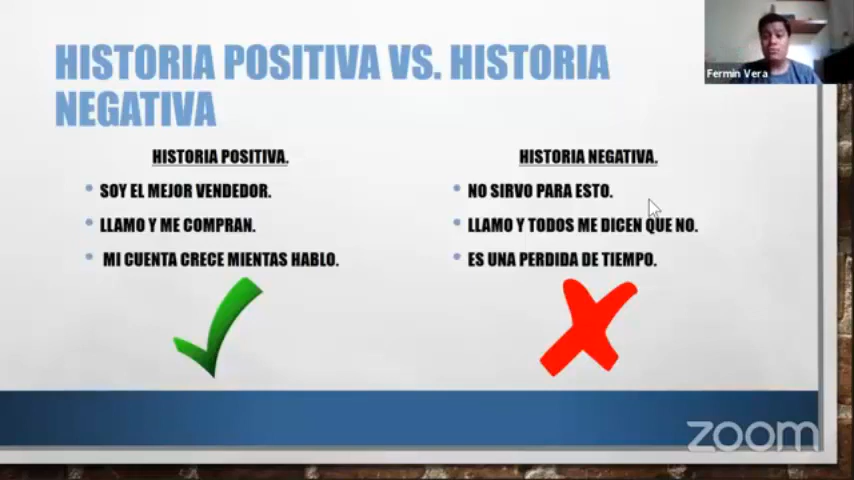 Fermin Vera
HISTORIA POSITIVA VS. HISTORIA
NEGATIVA
HISTORIA POSITIVA.
SOY EL MEJOR VENDEDOR.
LLAMO Y ME COMPRAN.
MI CUENTA CRECE MIENTAS HABLO.
HISTORIA NEGATIVA.
NO SIRVO PARA ESTO.
LLAMO Y TODOS ME DICEN QUE NO.
ES UNA PERDIDA DE TIEMPO.
zoom